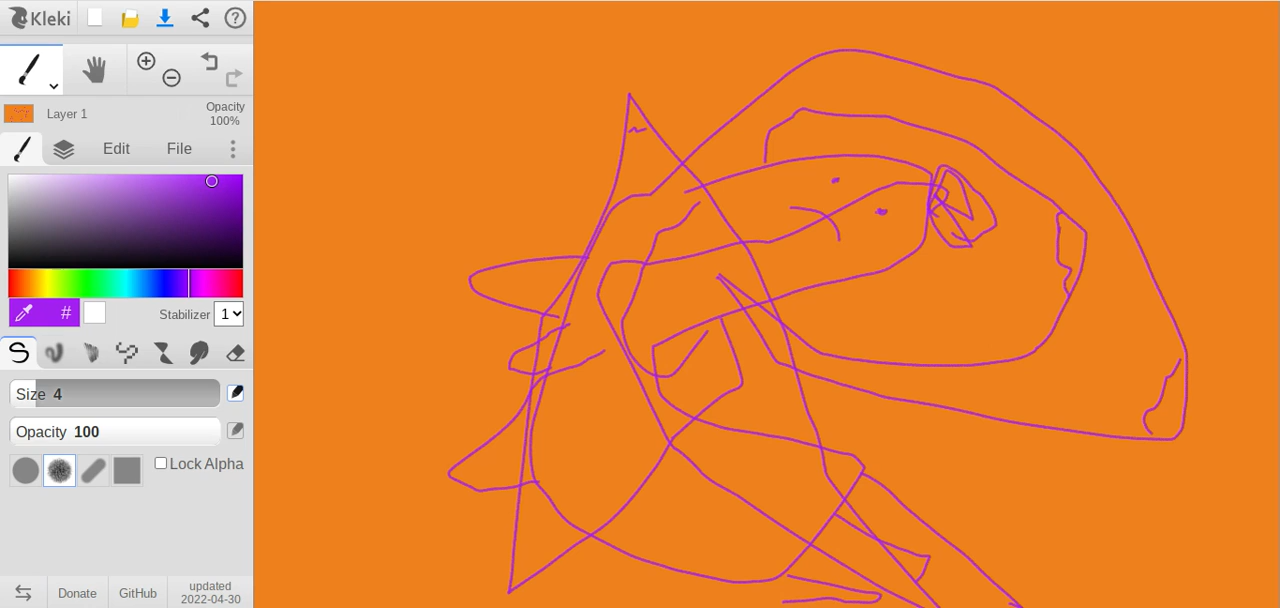 Kleki
Layer 1
Opacity
100%
Edit
File
#
Stabilizer 1
Size 4
Opacity 100
Lock Alpha
Donate
GitHub
updated
2022-04-30